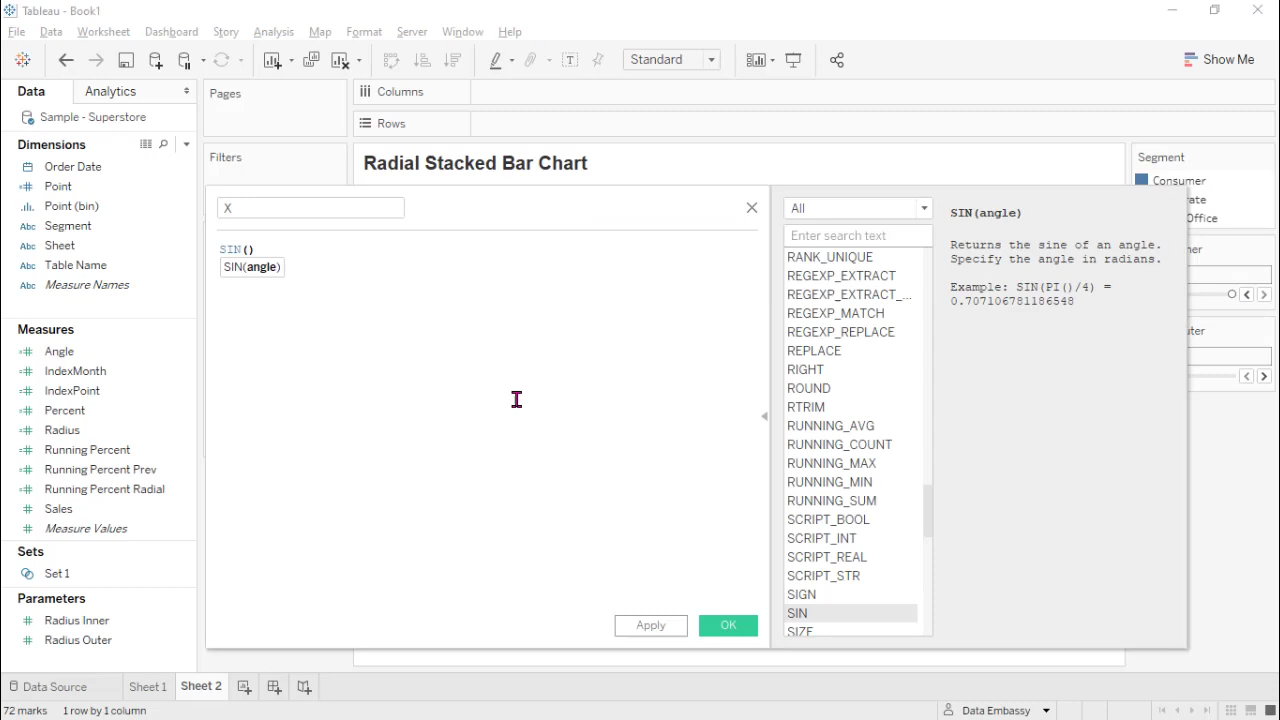 Tableau - Book1
File Data Worksheet Dashboard Story Analysis Map Format Server Window Help
Standard
Show Me
Data
Analytics
Sample - Superstore
Dimensions
Order Date
Point
Point (bin)
Segment
Sheet
Table Name
Measure Names
Measures
Angle
IndexMonth
IndexPoint
Percent
Radius
Running Percent
Running Percent Prev
Running Percent Radial
Sales
Measure Values
Sets
Set 1
Parameters
Radius Inner
Radius Outer
Pages
Filters
Columns
Rows
Radial Stacked Bar Chart
X
SIN()
SIN(angle)
Apply
OK
All
Enter search text
RANK_UNIQUE
REGEXP_EXTRACT
REGEXP_EXTRACT_...
REGEXP_MATCH
REGEXP_REPLACE
REPLACE
RIGHT
ROUND
RTRIM
RUNNING_AVG
RUNNING_COUNT
RUNNING_MAX
RUNNING_MIN
RUNNING_SUM
SCRIPT_BOOL
SCRIPT_INT
SCRIPT_REAL
SCRIPT_STR
SIGN
SIN
SIZE
SIN(angle)
Returns the sine of an angle.
Specify the angle in radians.
Example: SIN(PI()/4) =
0.707106781186548
Segment
Consumer
rate
Office
ner
uter
Data Source
Sheet 1
Sheet 2
72 marks
1 row by 1 column
Data Embassy